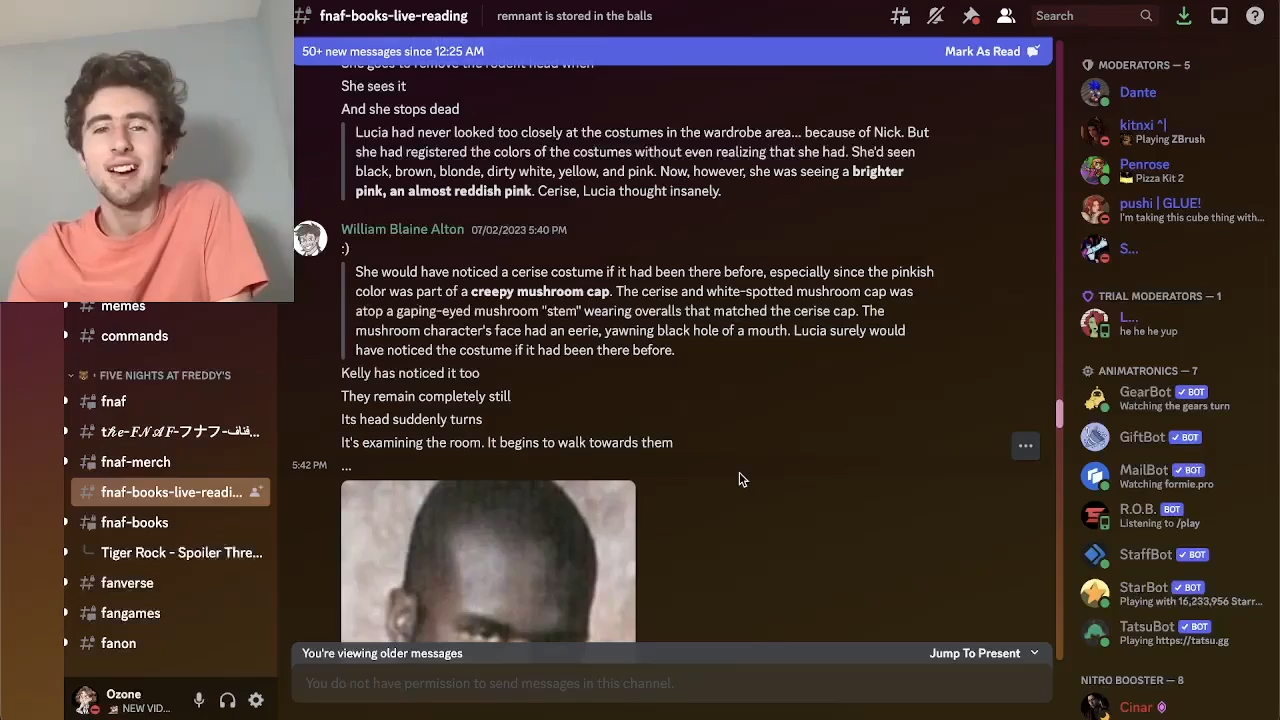 fnaf-books-live-reading
remnant is stored in the balls
Search
50+ new messages since 12:25 AM
Mark As Read
She goes to remove the rodent head when
She sees it
And she stops dead
Lucia had never looked too closely at the costumes in the wardrobe area... because of Nick. But
she had registered the colors of the costumes without even realizing that she had. She'd seen
black, brown, blonde, dirty white, yellow, and pink. Now, however, she was seeing a brighter
pink, an almost reddish pink. Cerise, Lucia thought insanely.
William Blaine Alton 07/02/2023 5:40 PM
:)
She would have noticed a cerise costume if it had been there before, especially since the pinkish
color was part of a creepy mushroom cap. The cerise and white-spotted mushroom cap was
atop a gaping-eyed mushroom "stem" wearing overalls that matched the cerise cap. The
mushroom character's face had an eerie, yawning black hole of a mouth. Lucia surely would
have noticed the costume if it had been there before.
Kelly has noticed it too
They remain completely still
Its head suddenly turns
It's examining the room. It begins to walk towards them
5:42 PM
...
You're viewing older messages
Jump To Present
You do not have permission to send messages in this channel.
memes
commands
FIVE NIGHTS AT FREDDY'S
fnaf
the-FNAF-フナフ-فناف...
fnaf-merch
fnaf-books-live-readi...
fnaf-books
Tiger Rock - Spoiler Thre...
fanverse
fangames
fanon
Ozone
NEW VID...
MODERATORS — 5
Dante
kitnxi ^|
Playing ZBrush
Penrose
Pizza Kit 2
pushi | GLUE!
I'm taking this cube thing with...
S...
TRIAL MODERATORS — 1
L...
he he he yup
ANIMATRONICS — 7
GearBot BOT
Watching the gears turn
GiftBot BOT
MailBot BOT
Watching formie.pro
R.O.B. BOT
Listening to /play
StaffBot BOT
StarBot BOT
Playing with 16,233,956 Starr...
TatsuBot BOT
Playing https://tatsu.gg
NITRO BOOSTER — 8
Cinar